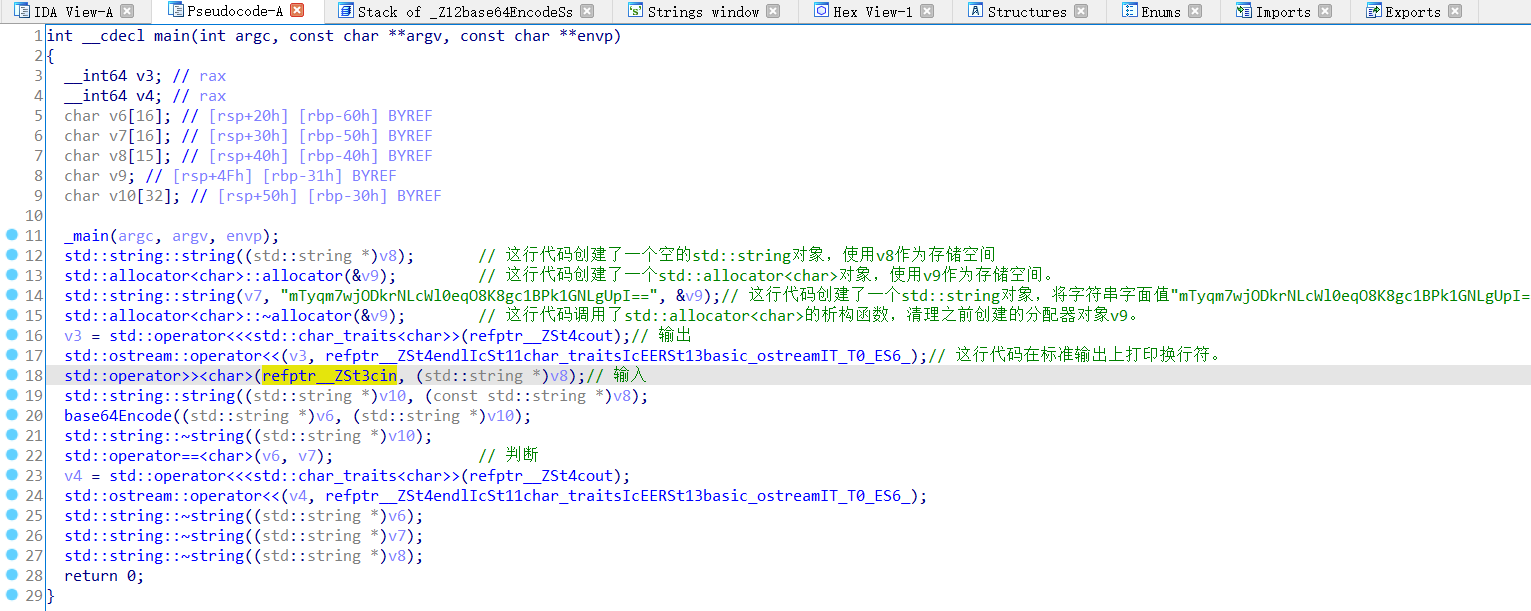 IDA View-A Pseudocode-A Stack of _Z12base64EncodeSs Strings window Hex View-1 Structures Enums Imports Exports
1 int __cdecl main(int argc, const char **argv, const char **envp)
2 {
3 __int64 v3; // rax
4 __int64 v4; // rax
5 char v6[16]; // [rsp+20h] [rbp-60h] BYREF
6 char v7[16]; // [rsp+30h] [rbp-50h] BYREF
7 char v8[15]; // [rsp+40h] [rbp-40h] BYREF
8 char v9; // [rsp+4Fh] [rbp-31h] BYREF
9 char v10[32]; // [rsp+50h] [rbp-30h] BYREF
10
11 _main(argc, argv, envp);
12 std::string::string((std::string *)v8); // 这行代码创建了一个空的std::string对象，使用v8作为存储空间
13 std::allocator<char>::allocator(&v9); // 这行代码创建了一个std::allocator<char>对象，使用v9作为存储空间。
14 std::string::string(v7, "mTyqm7wjODkrNLcWl0eqO8K8gc1BPk1GNLgUpI==", &v9);// 这行代码创建了一个std::string对象，将字符串字面值"mTyqm7wjODkrNLcWl0eqO8K8gc1BPk1GNLgUpI=
15 std::allocator<char>::~allocator(&v9); // 这行代码调用了std::allocator<char>的析构函数，清理之前创建的分配器对象v9。
16 v3 = std::operator<<<std::char_traits<char>>(refptr__ZSt4cout);// 输出
17 std::ostream::operator<<(v3, refptr__ZSt4endlIcSt11char_traitsIcEERSt13basic_ostreamIT_T0_ES6_);// 这行代码在标准输出上打印换行符。
18 std::operator>><char>(refptr__ZSt3cin, (std::string *)v8);// 输入
19 std::string::string((std::string *)v10, (const std::string *)v8);
20 base64Encode((std::string *)v6, (std::string *)v10);
21 std::string::~string((std::string *)v10);
22 std::operator==<char>(v6, v7); // 判断
23 v4 = std::operator<<<std::char_traits<char>>(refptr__ZSt4cout);
24 std::ostream::operator<<(v4, refptr__ZSt4endlIcSt11char_traitsIcEERSt13basic_ostreamIT_T0_ES6_);
25 std::string::~string((std::string *)v6);
26 std::string::~string((std::string *)v7);
27 std::string::~string((std::string *)v8);
28 return 0;
29 }